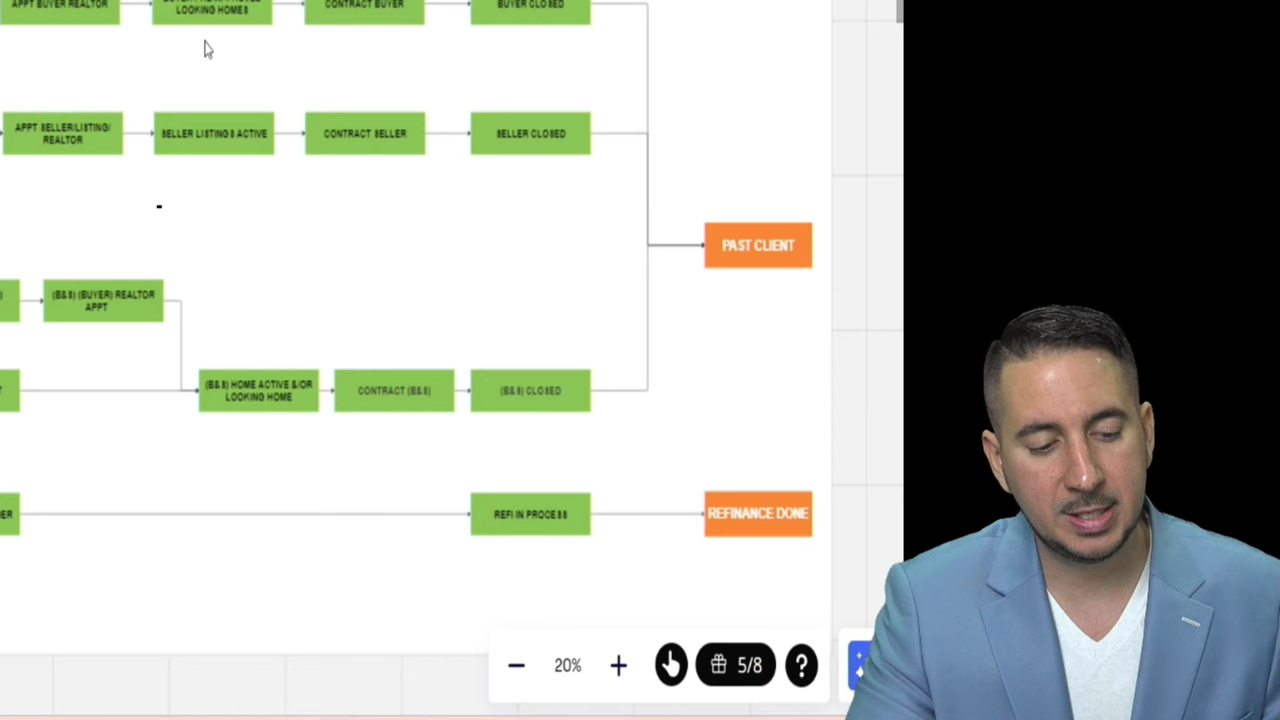 APPT BUYER REALTOR
LOOKING HOMES
CONTRACT BUYER
BUYER CLOSED
APPT SELLER/LISTING/
REALTOR
SELLER LISTINGS ACTIVE
CONTRACT SELLER
SELLER CLOSED
PAST CLIENT
)
(B&S) (BUYER) REALTOR
APPT
T
(B&S) HOME ACTIVE &/OR
LOOKING HOME
CONTRACT (B&S)
(B&S) CLOSED
ER
REFI IN PROCESS
REFINANCE DONE
20%
5/8
?